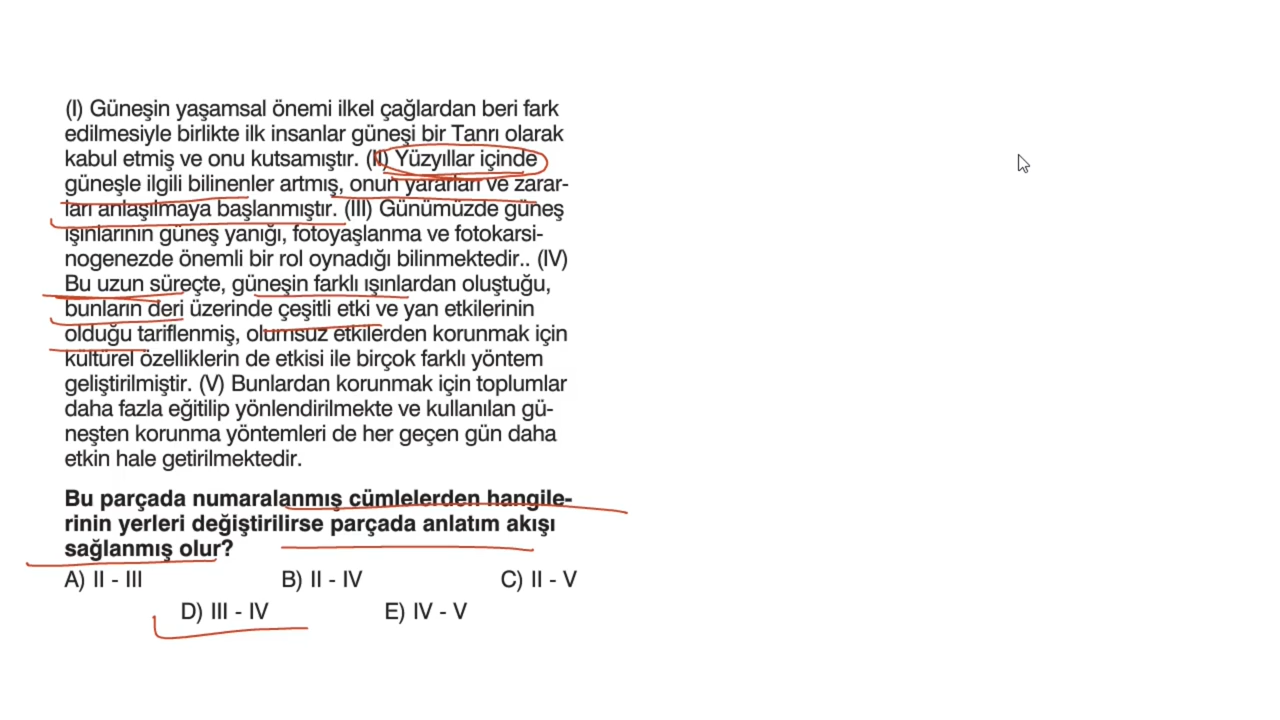 (I) Güneşin yaşamsal önemi ilkel çağlardan beri fark
edilmesiyle birlikte ilk insanlar güneşi bir Tanrı olarak
kabul etmiş ve onu kutsamıştır. (II) Yüzyıllar içinde
güneşle ilgili bilinenler artmış, onun yararları ve zarar-
ları anlaşılmaya başlanmıştır. (III) Günümüzde güneş
ışınlarının güneş yanığı, fotoyaşlanma ve fotokarsi-
nogenezde önemli bir rol oynadığı bilinmektedir.. (IV)
Bu uzun süreçte, güneşin farklı ışınlardan oluştuğu,
bunların deri üzerinde çeşitli etki ve yan etkilerinin
olduğu tariflenmiş, olumsuz etkilerden korunmak için
kültürel özelliklerin de etkisi ile birçok farklı yöntem
geliştirilmiştir. (V) Bunlardan korunmak için toplumlar
daha fazla eğitilip yönlendirilmekte ve kullanılan gü-
neşten korunma yöntemleri de her geçen gün daha
etkin hale getirilmektedir.
Bu parçada numaralanmış cümlelerden hangile-
rinin yerleri değiştirilirse parçada anlatım akışı
sağlanmış olur?
A) II - III B) II - IV C) II - V
D) III - IV E) IV - V